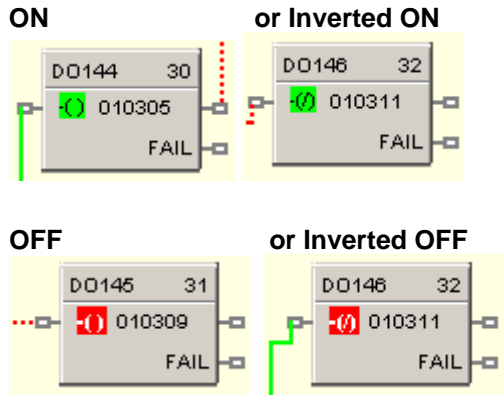 ON or Inverted ON
DO144 30 DO146 32
-( ) 010305 -(/) 010311
FAIL FAIL
OFF or Inverted OFF
DO145 31 DO146 32
-( ) 010309 -(/) 010311
FAIL FAIL